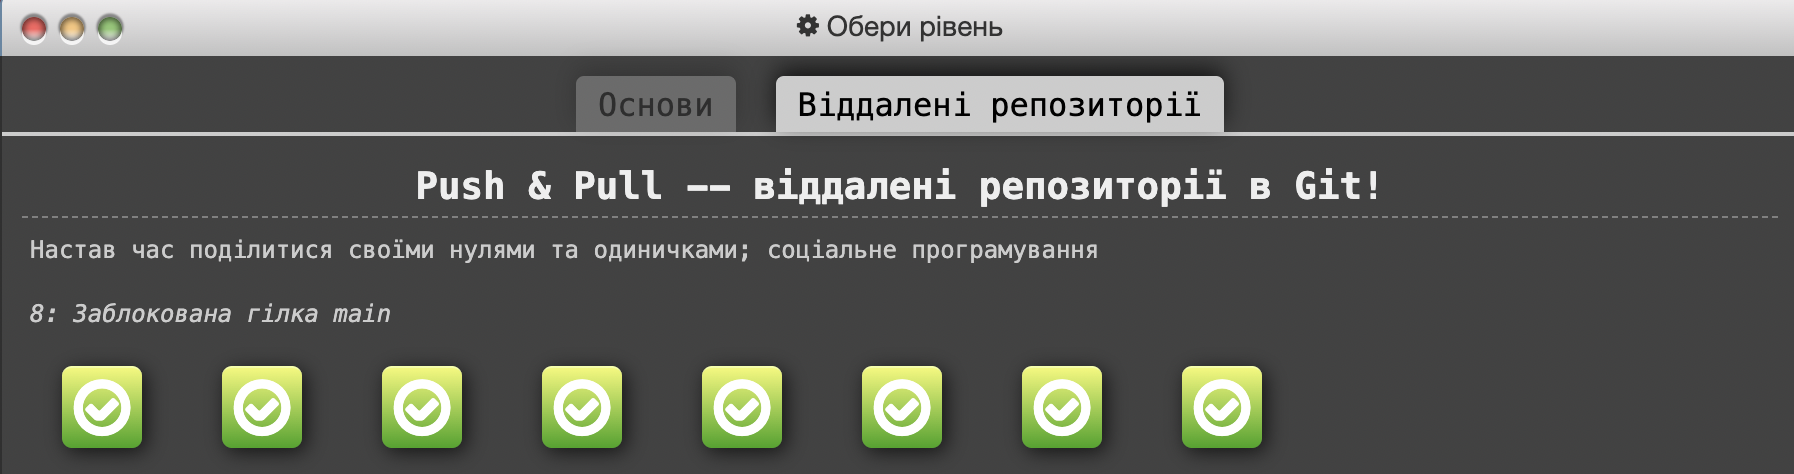 Обери рівень
Основи
Віддалені репозиторії
Push & Pull -- віддалені репозиторії в Git!
Настав час поділитися своїми нулями та одиничками; соціальне програмування
8: Заблокована гілка main